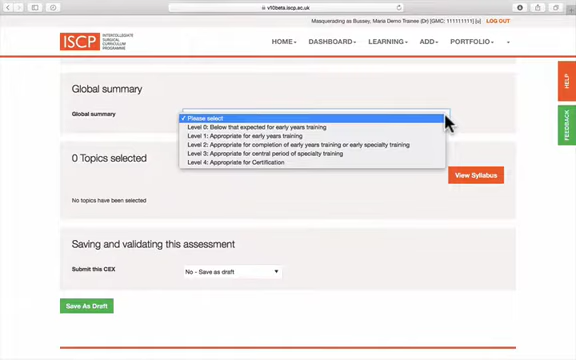 v10beta.iscp.ac.uk
Masquerading as Bussey, Maria Demo Trainee (Dr) [GMC: 111111111] [x] LOG OUT
ISCP INTERCOLLEGIATE SURGICAL CURRICULUM PROGRAMME
HOME DASHBOARD LEARNING ADD PORTFOLIO
HELP
FEEDBACK
Global summary
Global summary
✓ Please select
Level 0: Below that expected for early years training
Level 1: Appropriate for early years training
Level 2: Appropriate for completion of early years training or early specialty training
Level 3: Appropriate for central period of specialty training
Level 4: Appropriate for Certification
0 Topics selected
View Syllabus
No topics have been selected
Saving and validating this assessment
Submit this CEX
No - Save as draft
Save As Draft